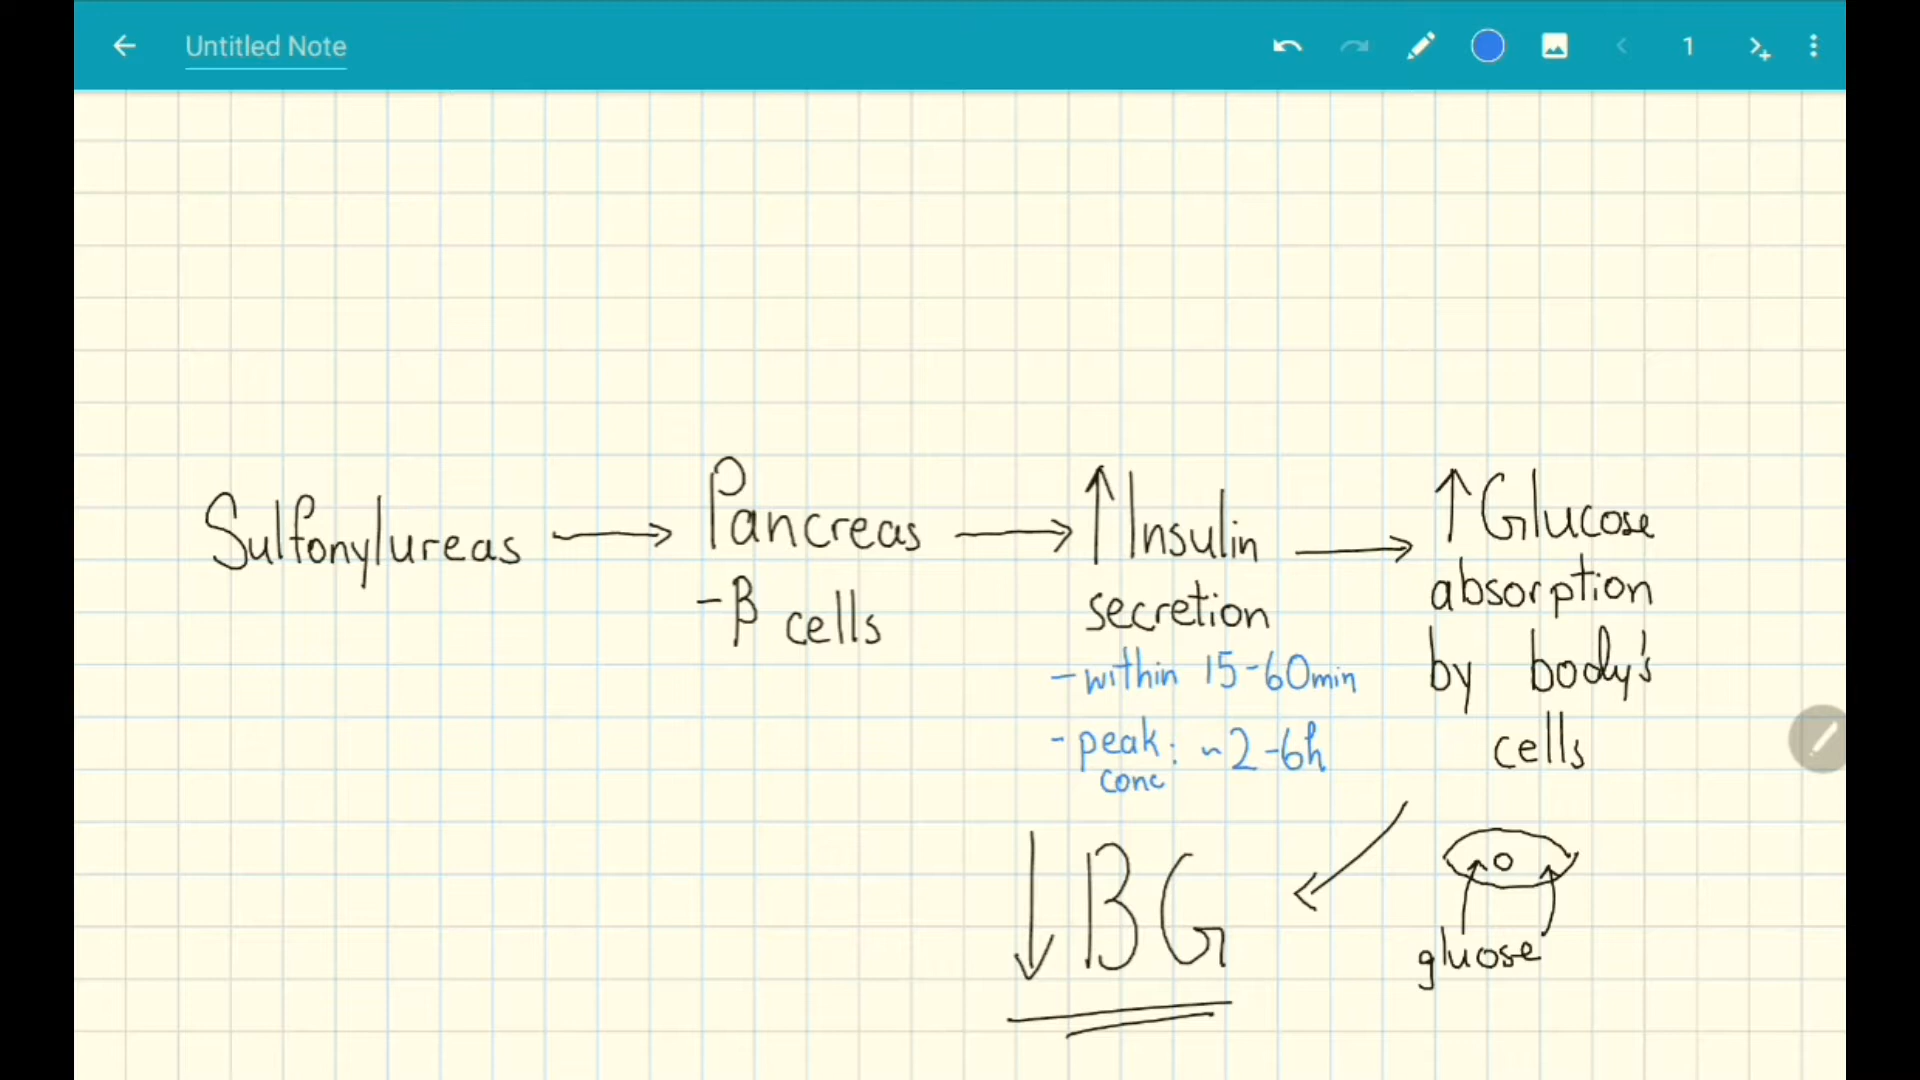 Untitled Note
1
Sulfonylureas → Pancreas → ↑ Insulin → ↑ Glucose
- β cells
secretion
- within 15-60min
- peak: ~2-6h
conc
absorption
by body's
cells
↓ BG
gluose